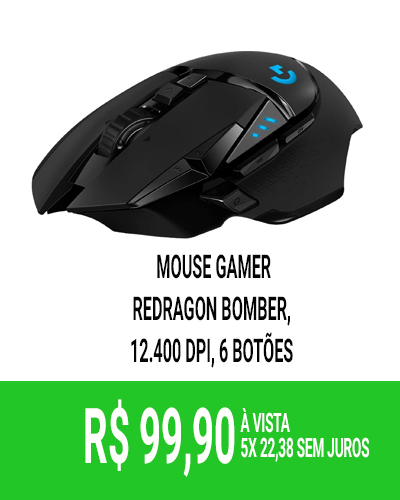 MOUSE GAMER
REDRAGON BOMBER,
12.400 DPI, 6 BOTÕES
R$ 99,90
À VISTA
5X 22,38 SEM JUROS